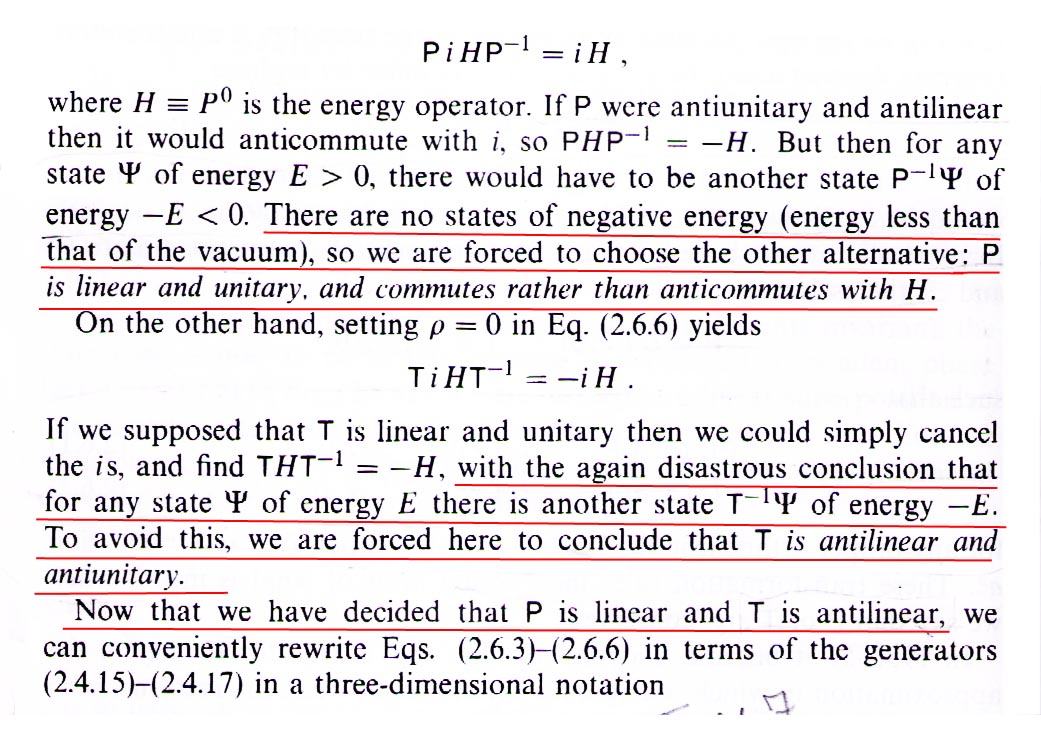 P i H P⁻¹ = i H ,
where H ≡ P⁰ is the energy operator. If P were antiunitary and antilinear
then it would anticommute with i, so PHP⁻¹ = −H. But then for any
state Ψ of energy E > 0, there would have to be another state P⁻¹Ψ of
energy −E < 0. There are no states of negative energy (energy less than
that of the vacuum), so we are forced to choose the other alternative: P
is linear and unitary, and commutes rather than anticommutes with H.
On the other hand, setting ρ = 0 in Eq. (2.6.6) yields
T i H T⁻¹ = −i H .
If we supposed that T is linear and unitary then we could simply cancel
the is, and find THT⁻¹ = −H, with the again disastrous conclusion that
for any state Ψ of energy E there is another state T⁻¹Ψ of energy −E.
To avoid this, we are forced here to conclude that T is antilinear and
antiunitary.
Now that we have decided that P is linear and T is antilinear, we
can conveniently rewrite Eqs. (2.6.3)–(2.6.6) in terms of the generators
(2.4.15)–(2.4.17) in a three-dimensional notation